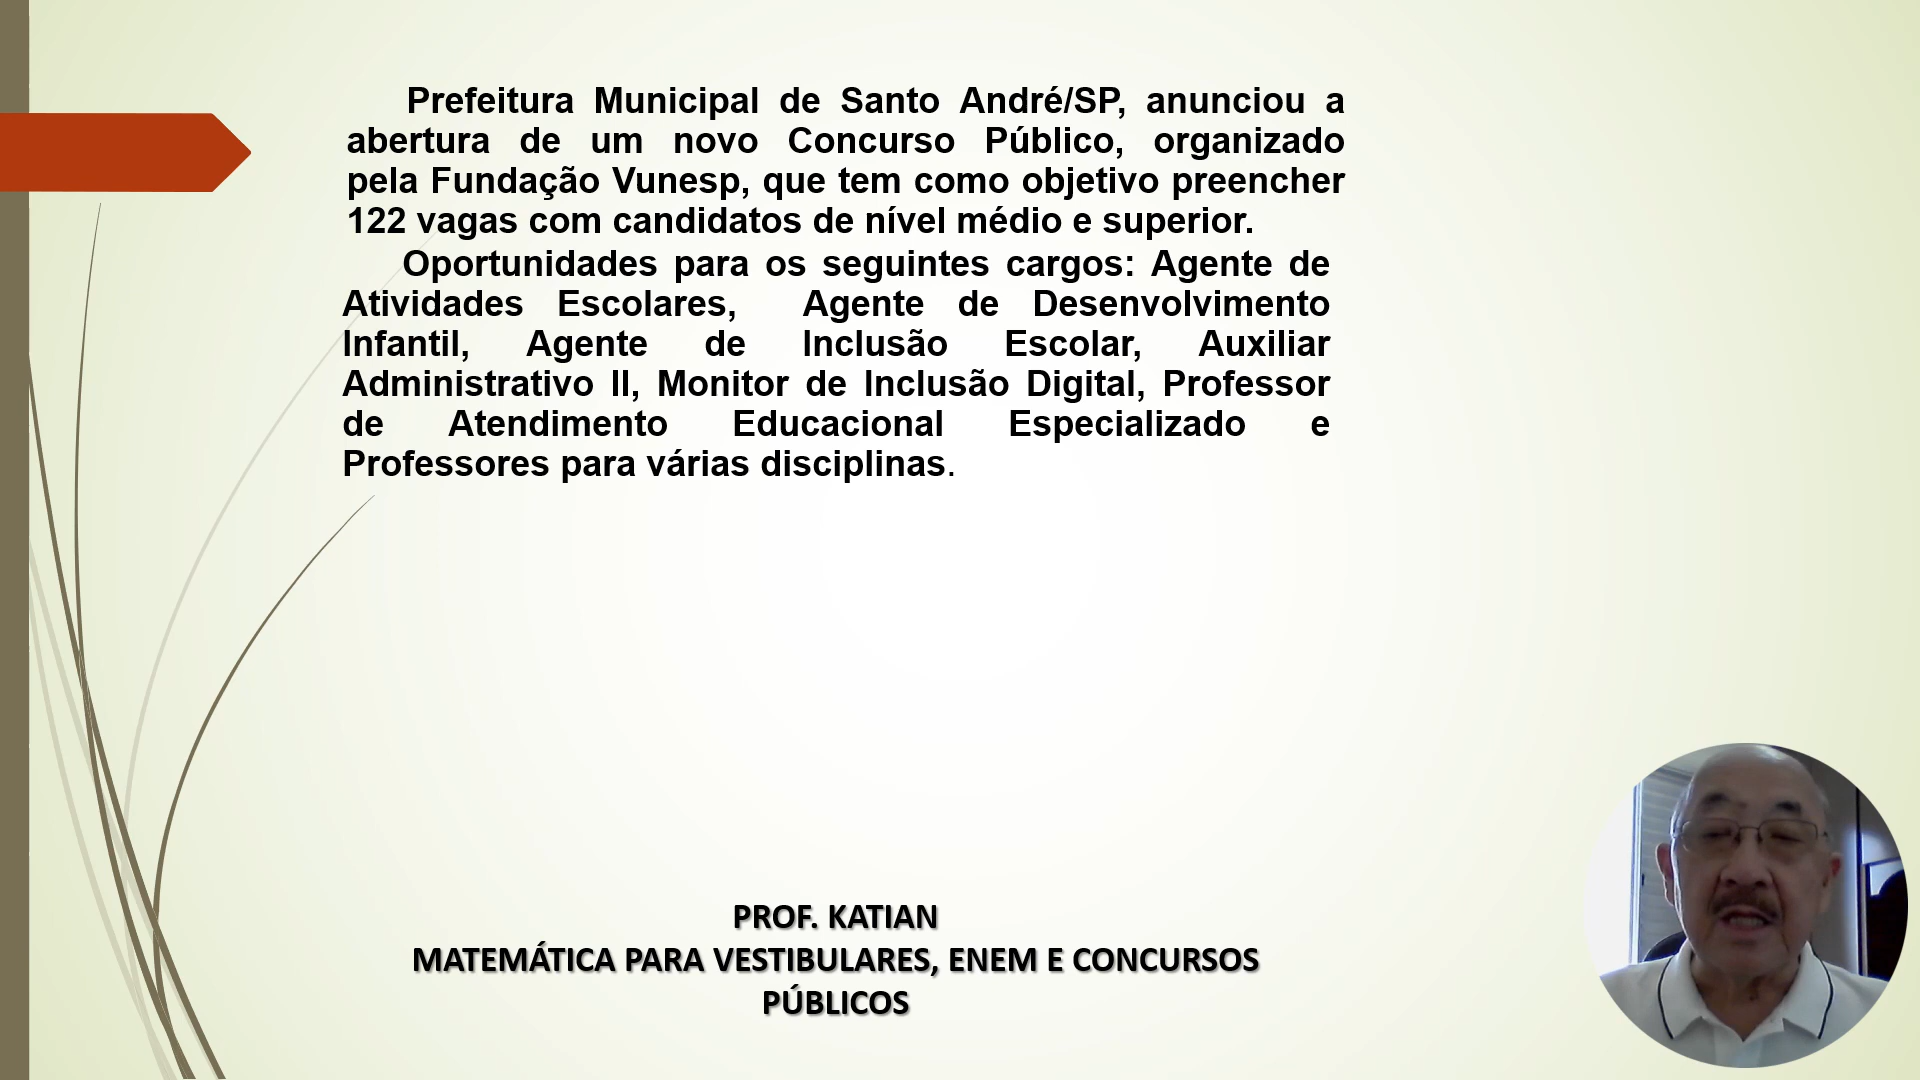 Prefeitura Municipal de Santo André/SP, anunciou a
abertura de um novo Concurso Público, organizado
pela Fundação Vunesp, que tem como objetivo preencher
122 vagas com candidatos de nível médio e superior.
Oportunidades para os seguintes cargos: Agente de
Atividades Escolares, Agente de Desenvolvimento
Infantil, Agente de Inclusão Escolar, Auxiliar
Administrativo II, Monitor de Inclusão Digital, Professor
de Atendimento Educacional Especializado e
Professores para várias disciplinas.
PROF. KATIAN
MATEMÁTICA PARA VESTIBULARES, ENEM E CONCURSOS
PÚBLICOS